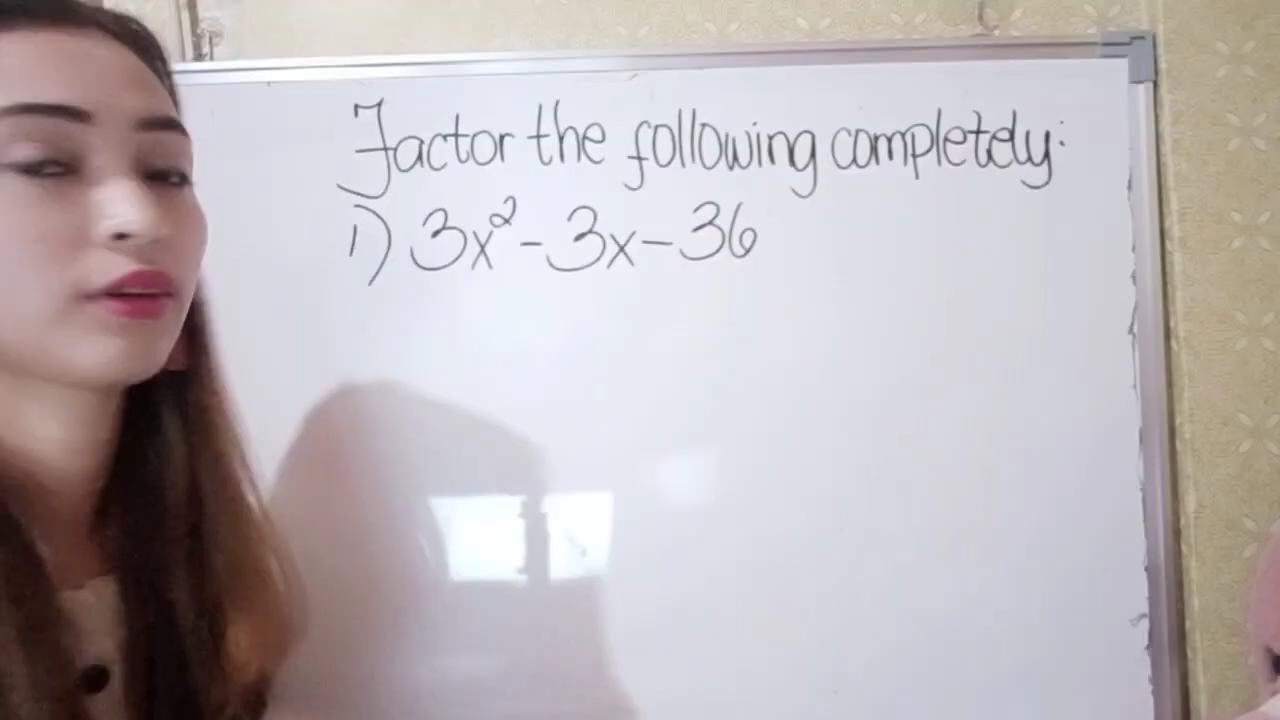 Factor the following completely:
1) 3x² - 3x - 36